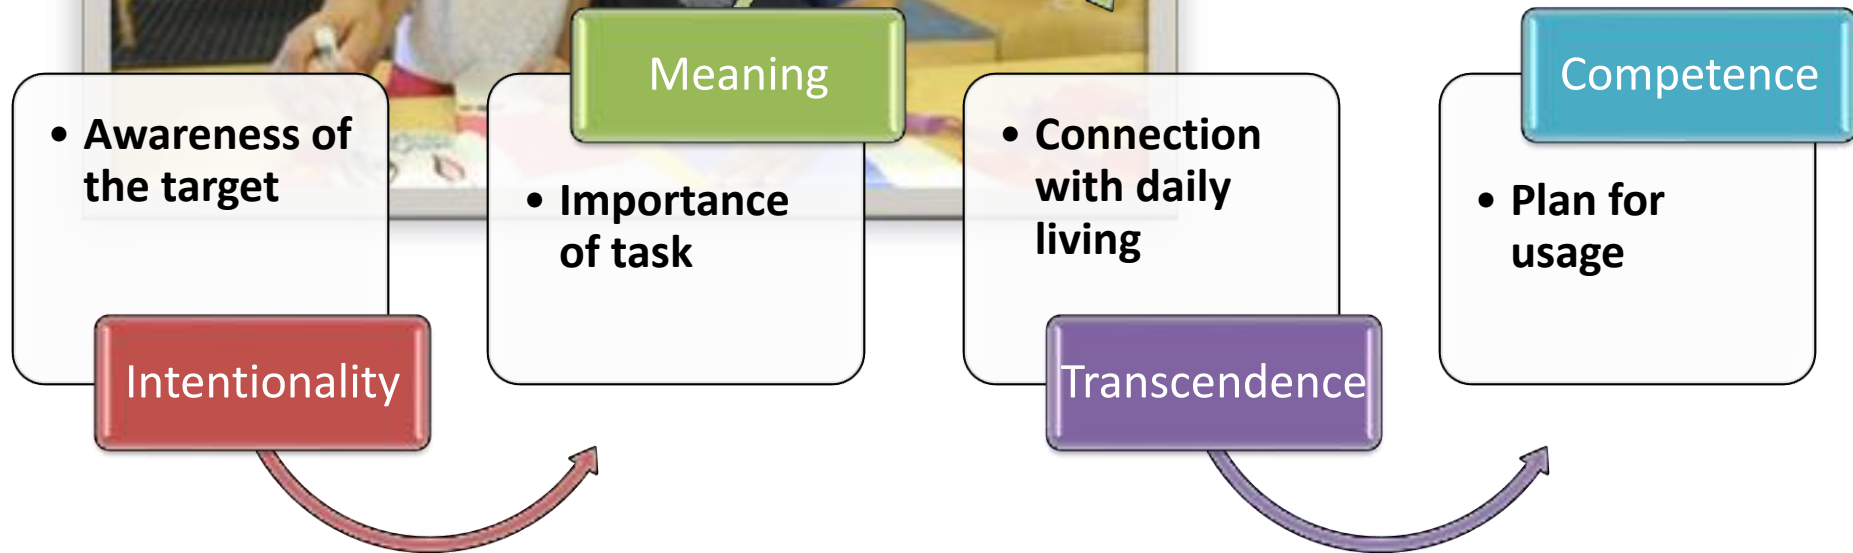 • Awareness of
the target
Intentionality
Meaning
• Importance
of task
• Connection
with daily
living
Transcendence
Competence
• Plan for
usage